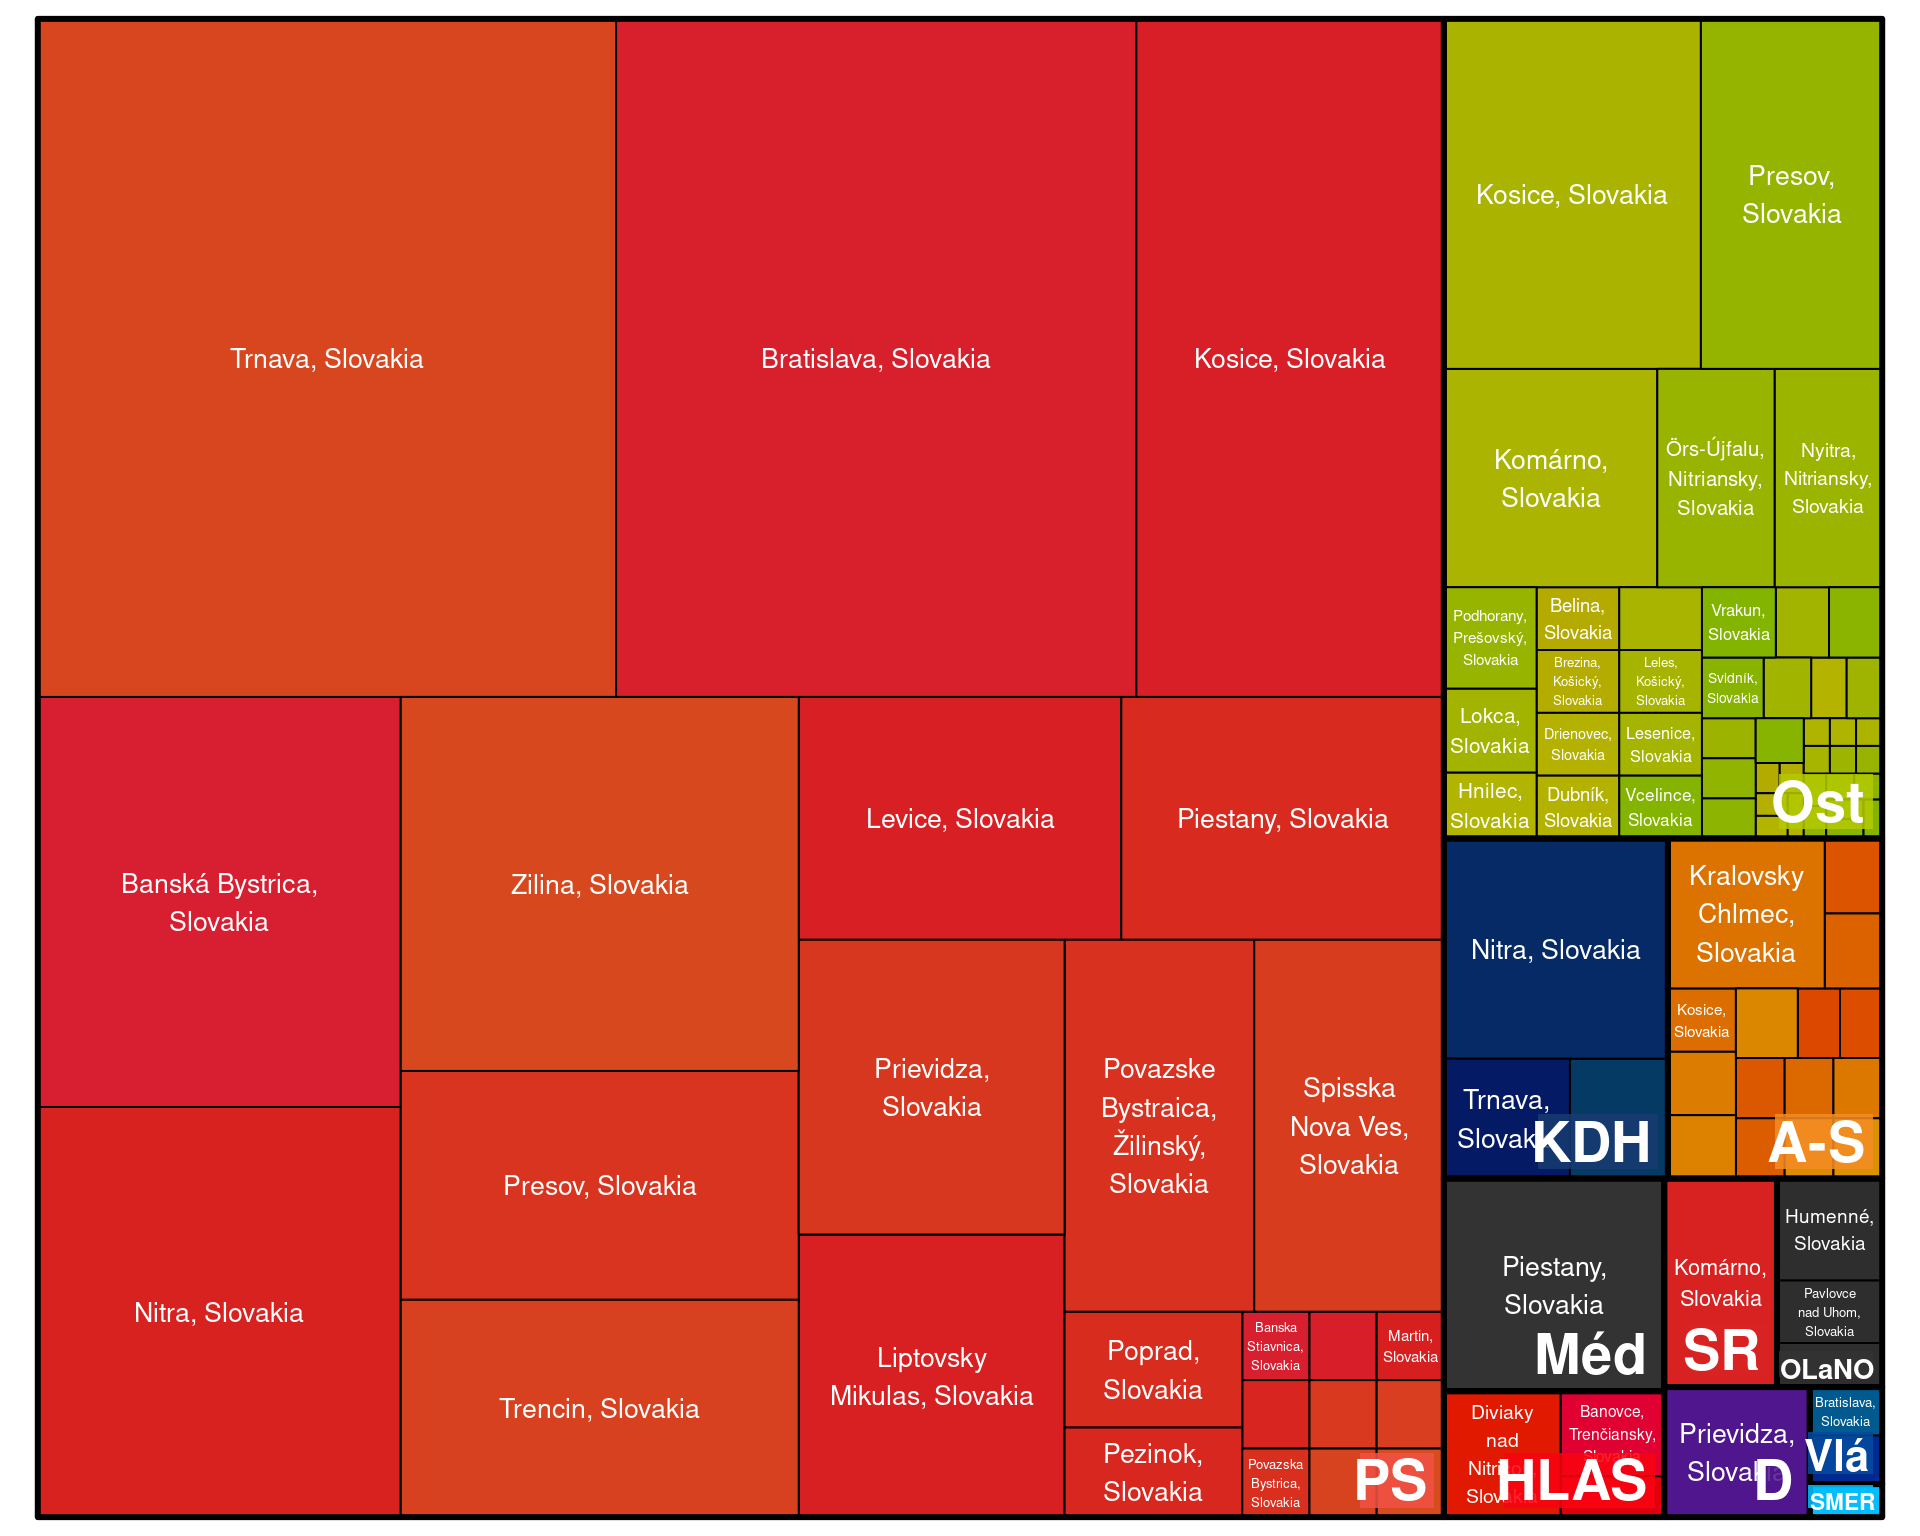 Trnava, Slovakia
Bratislava, Slovakia
Kosice, Slovakia
Banská Bystrica,
Slovakia
Zilina, Slovakia
Levice, Slovakia
Piestany, Slovakia
Nitra, Slovakia
Presov, Slovakia
Trencin, Slovakia
Prievidza,
Slovakia
Povazske
Bystraica,
Žilinský,
Slovakia
Spisska
Nova Ves,
Slovakia
Liptovsky
Mikulas, Slovakia
Poprad,
Slovakia
Pezinok,
Slovakia
Banska
Stiavnica,
Slovakia
Martin,
Slovakia
Povazska
Bystrica,
Slovakia
PS
Kosice, Slovakia
Presov,
Slovakia
Komárno,
Slovakia
Örs-Újfalu,
Nitriansky,
Slovakia
Nyitra,
Nitriansky,
Slovakia
Podhorany,
Prešovský,
Slovakia
Belina,
Slovakia
Vrakun,
Slovakia
Brezina,
Košický,
Slovakia
Leles,
Košický,
Slovakia
Svidník,
Slovakia
Lokca,
Slovakia
Drienovec,
Slovakia
Lesenice,
Slovakia
Hnilec,
Slovakia
Dubník,
Slovakia
Vcelince,
Slovakia
Ost
Nitra, Slovakia
Trnava,
KDH
Kralovsky
Chlmec,
Slovakia
Kosice,
Slovakia
A-S
Piestany,
Slovakia
Méd
Komárno,
Slovakia
SR
Humenné,
Slovakia
Pavlovce
nad Uhom,
Slovakia
OLaNO
Diviaky
nad
Banovce,
Trenčiansky,
Slovakia
HLAS
Prievidza,
D
Bratislava,
Slovakia
Vlá
SMER